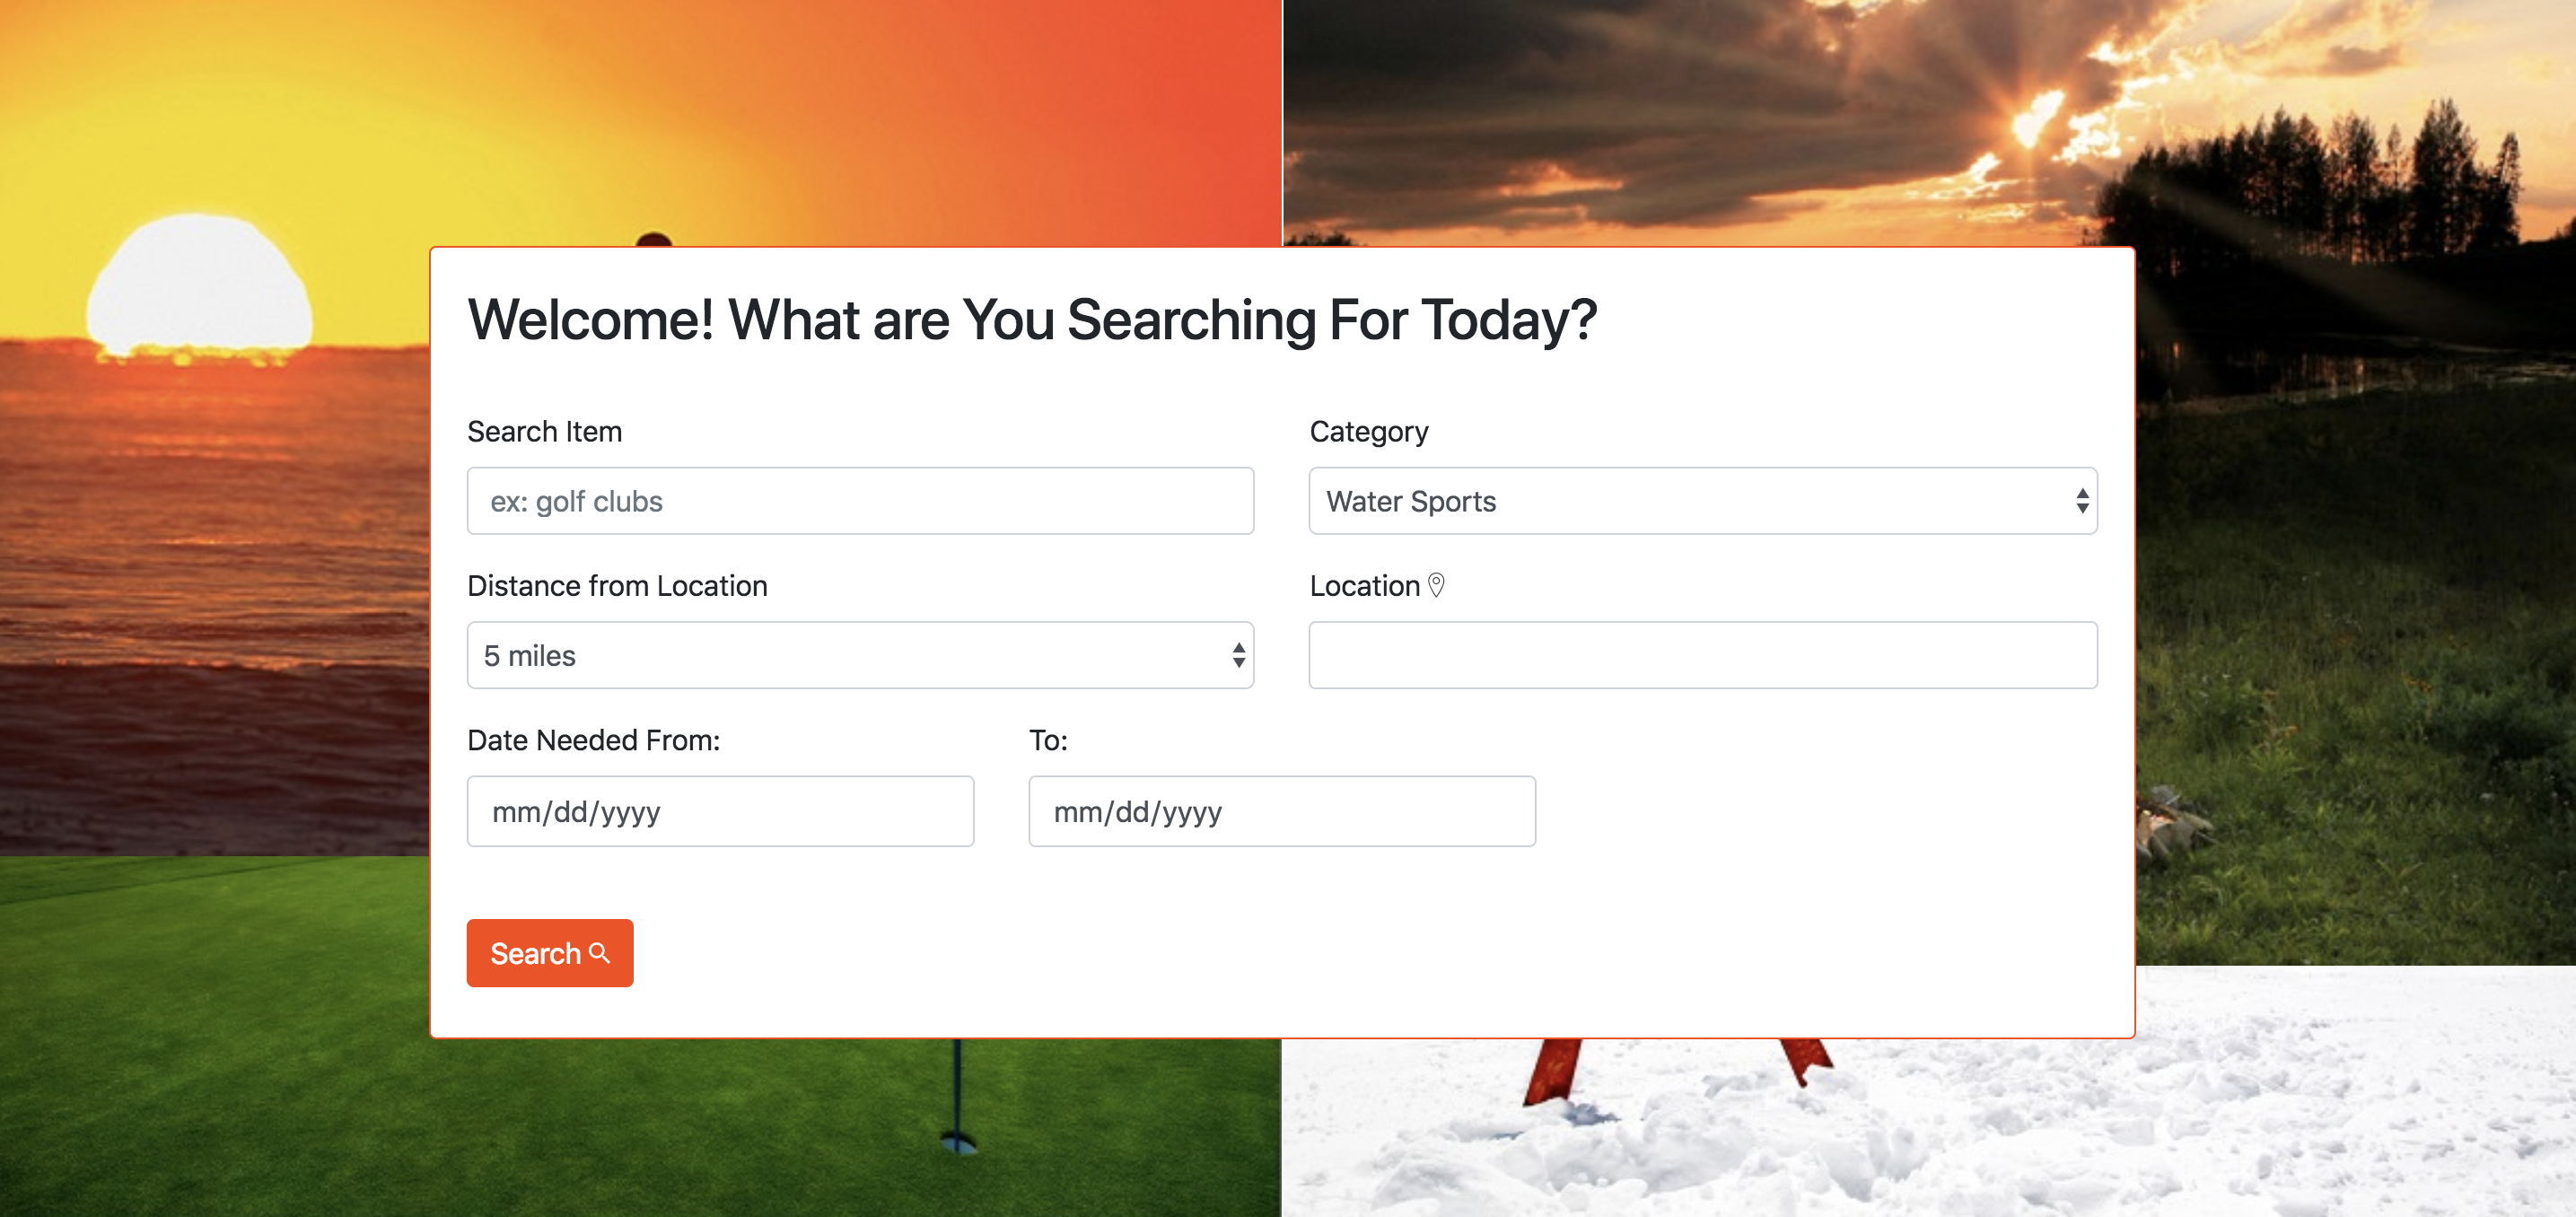 Welcome! What are You Searching For Today?
Search Item
Category
ex: golf clubs
Water Sports
Distance from Location
Location
5 miles
Date Needed From:
To:
mm/dd/yyyy
mm/dd/yyyy
Search